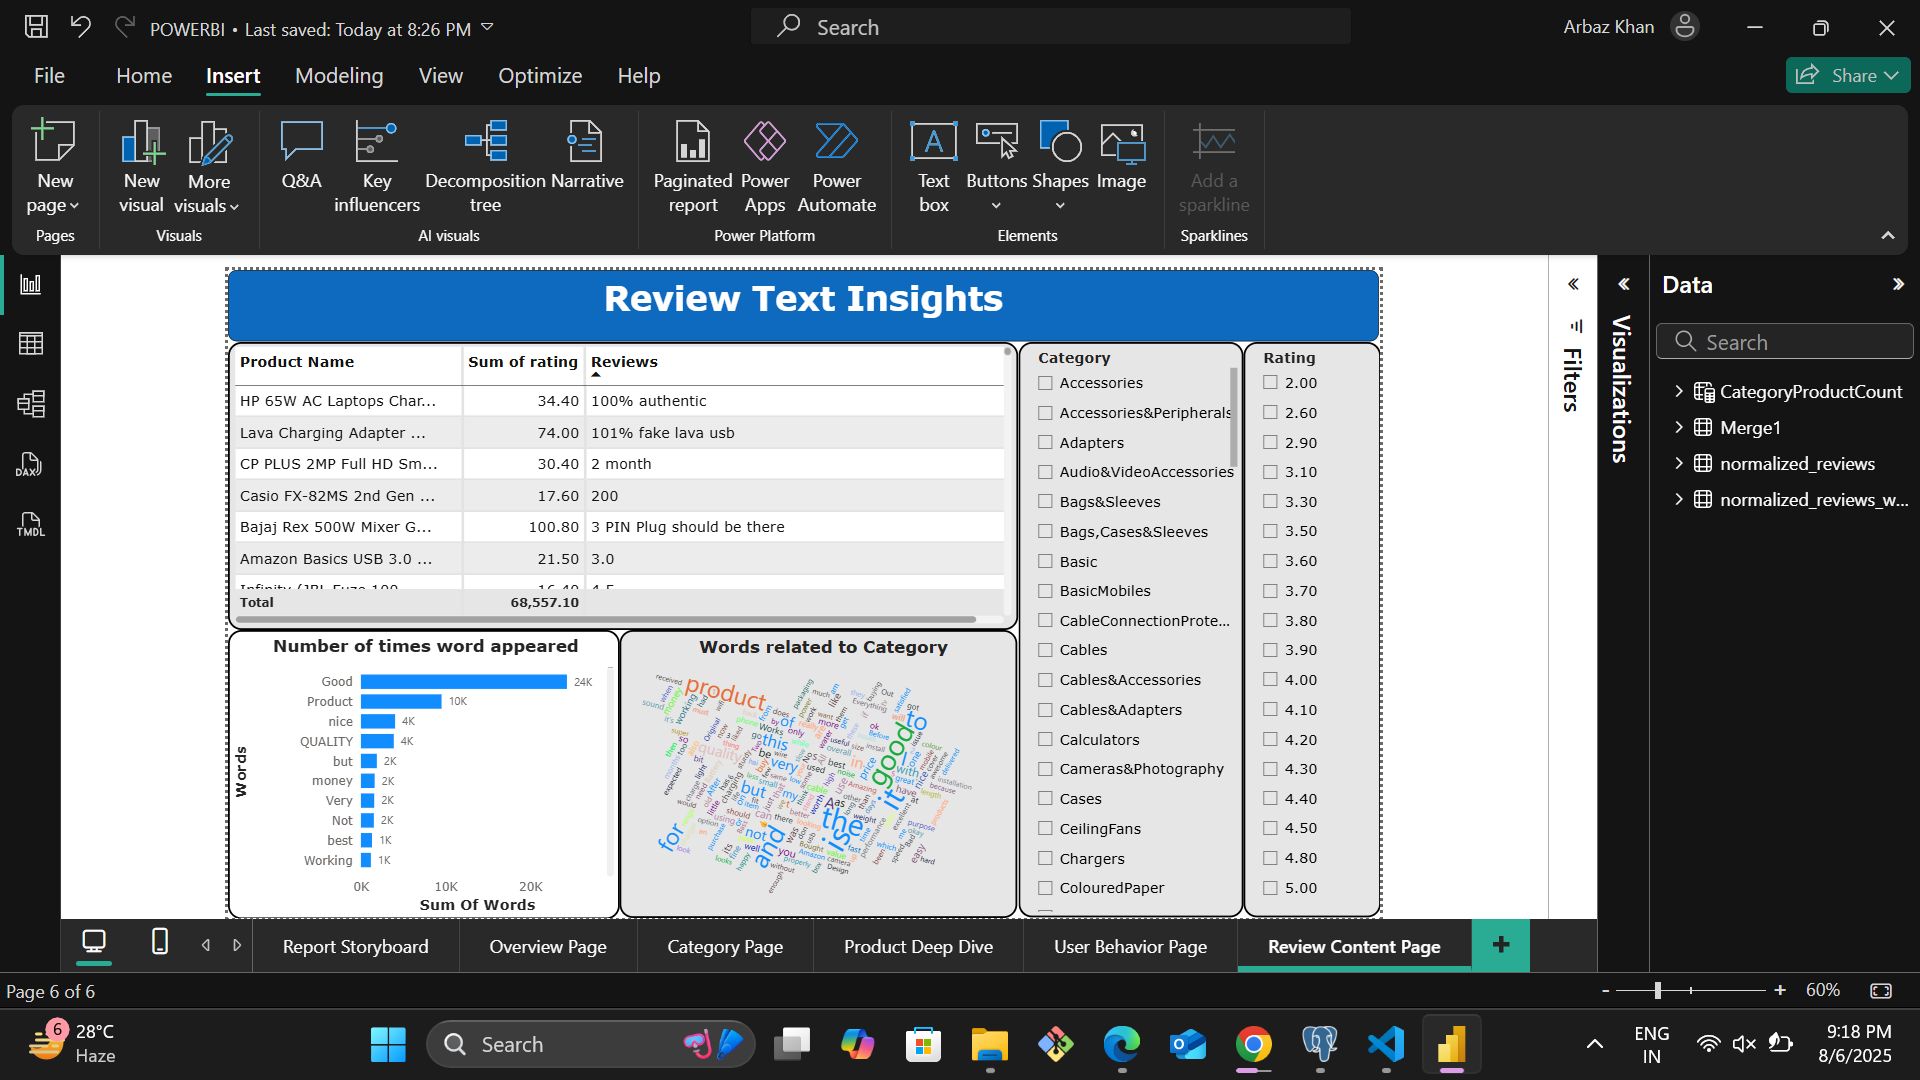 POWERBI • Last saved: Today at 8:26 PM
Search
Arbaz Khan
File Home Insert Modeling View Optimize Help
Share
New page
New visual
More visuals
Q&A
Key influencers
Decomposition tree
Narrative
Paginated report
Power Apps
Power Automate
Text box
Buttons
Shapes
Image
Add a sparkline
Pages
Visuals
AI visuals
Power Platform
Elements
Sparklines
Review Text Insights
Product Name Sum of rating Reviews
HP 65W AC Laptops Char... 34.40 100% authentic
Lava Charging Adapter ... 74.00 101% fake lava usb
CP PLUS 2MP Full HD Sm... 30.40 2 month
Casio FX-82MS 2nd Gen ... 17.60 200
Bajaj Rex 500W Mixer G... 100.80 3 PIN Plug should be there
Amazon Basics USB 3.0 ... 21.50 3.0
Total 68,557.10
Category
Accessories
Accessories&Peripherals
Adapters
Audio&VideoAccessories
Bags&Sleeves
Bags,Cases&Sleeves
Basic
BasicMobiles
CableConnectionProte...
Cables
Cables&Accessories
Cables&Adapters
Calculators
Cameras&Photography
Cases
CeilingFans
Chargers
ColouredPaper
Rating
2.00
2.60
2.90
3.10
3.30
3.50
3.60
3.70
3.80
3.90
4.00
4.10
4.20
4.30
4.40
4.50
4.80
5.00
Number of times word appeared
Words
Good 24K
Product 10K
nice 4K
QUALITY 4K
but 2K
money 2K
Very 2K
Not 2K
best 1K
Working 1K
0K 10K 20K
Sum Of Words
Words related to Category
product
good
the
is
it
and
for
to
this
of
very
but
not
quality
in
with
my
money
working
nice
price
you
easy
Filters
Visualizations
Data
Search
CategoryProductCount
Merge1
normalized_reviews
normalized_reviews_w...
Report Storyboard
Overview Page
Category Page
Product Deep Dive
User Behavior Page
Review Content Page
Page 6 of 6
- + 60%
6
28°C
Haze
Search
ENG
IN
9:18 PM
8/6/2025
DAX
TMDL